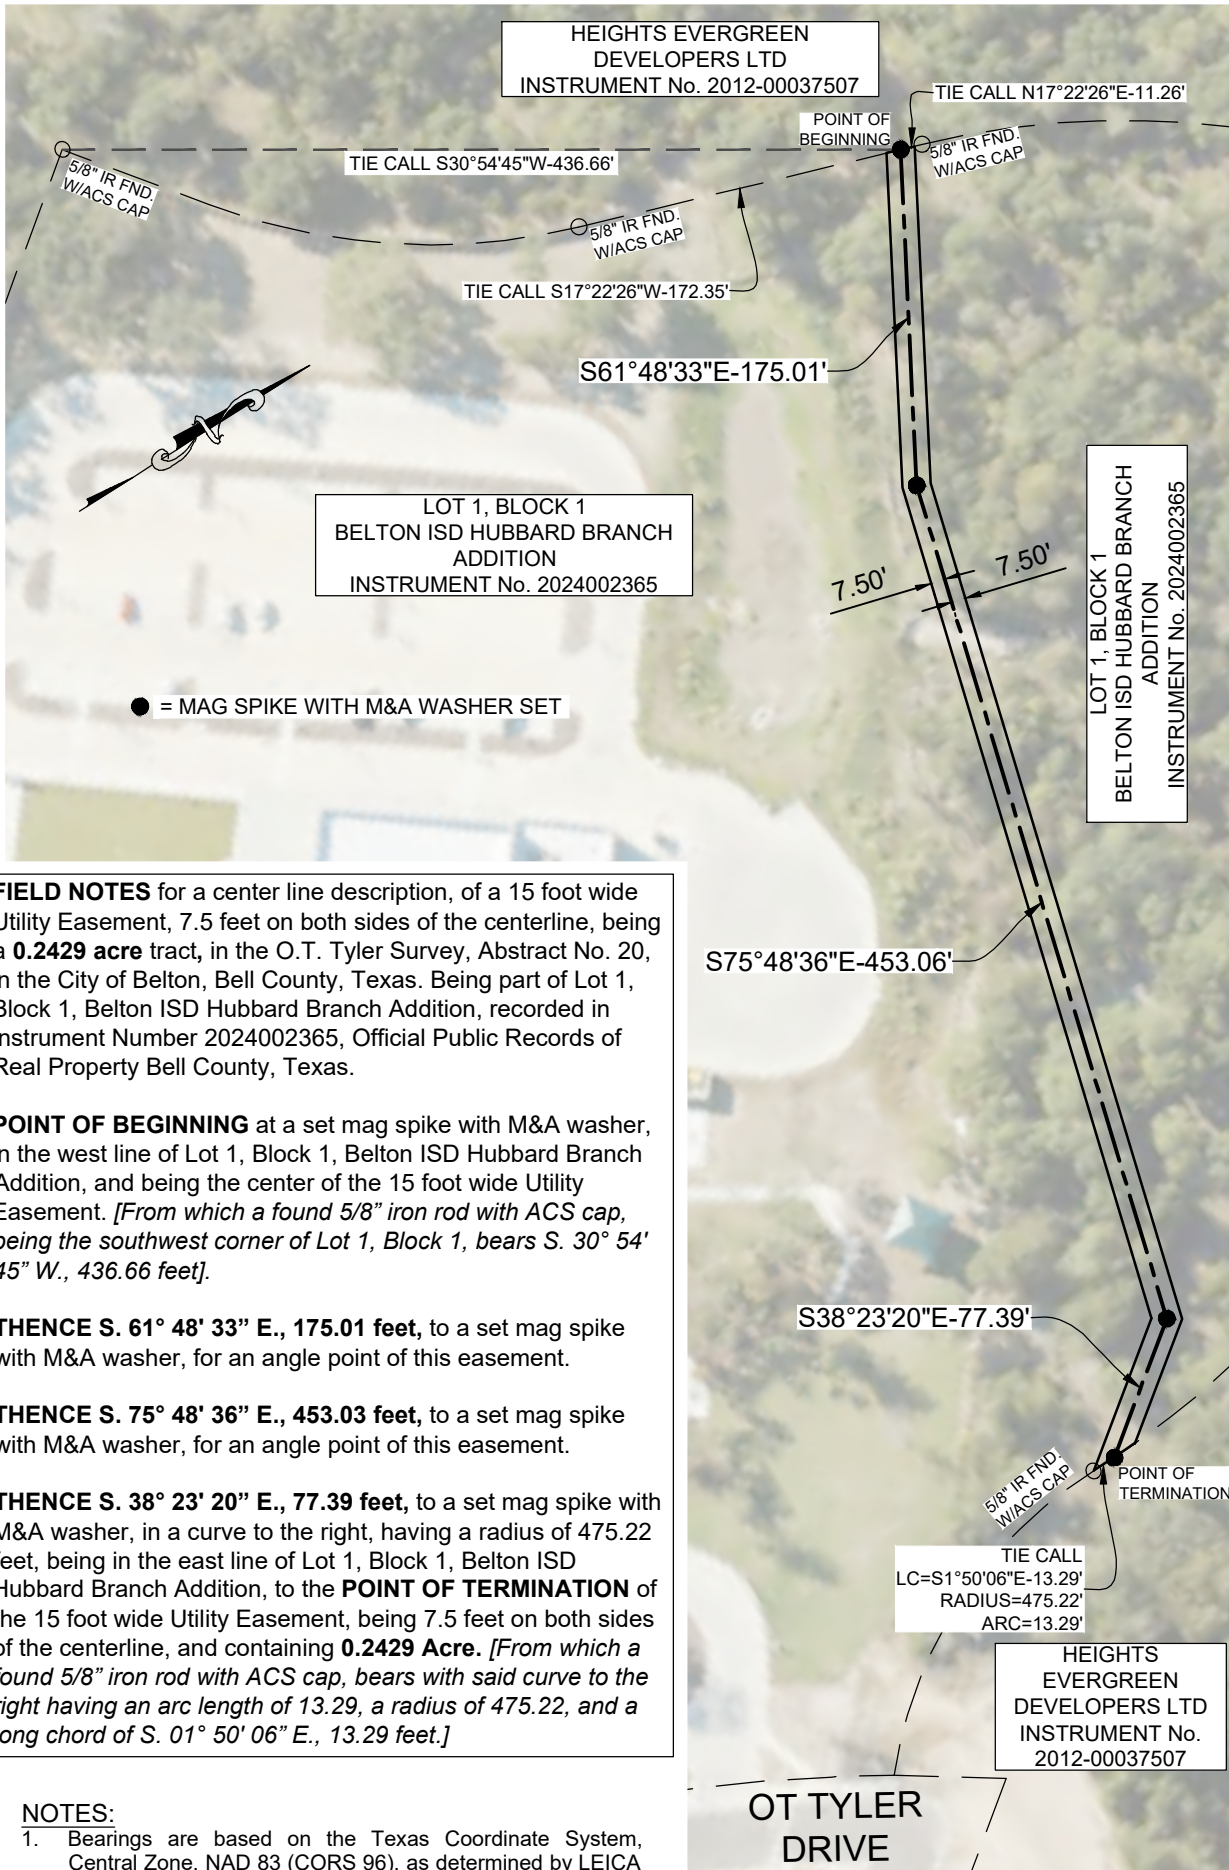 HEIGHTS EVERGREEN
DEVELOPERS LTD
INSTRUMENT No. 2012-00037507
TIE CALL N17°22'26"E-11.26'
POINT OF
BEGINNING
5/8" IR FND.
W/ACS CAP
TIE CALL S30°54'45"W-436.66'
5/8" IR FND.
W/ACS CAP
5/8" IR FND.
W/ACS CAP
TIE CALL S17°22'26"W-172.35'
S61°48'33"E-175.01'
LOT 1, BLOCK 1
BELTON ISD HUBBARD BRANCH
ADDITION
INSTRUMENT No. 2024002365
7.50'
7.50'
LOT 1, BLOCK 1
BELTON ISD HUBBARD BRANCH
ADDITION
INSTRUMENT No. 2024002365
N
= MAG SPIKE WITH M&A WASHER SET
S75°48'36"E-453.06'
FIELD NOTES for a center line description, of a 15 foot wide
Utility Easement, 7.5 feet on both sides of the centerline, being
a 0.2429 acre tract, in the O.T. Tyler Survey, Abstract No. 20,
in the City of Belton, Bell County, Texas. Being part of Lot 1,
Block 1, Belton ISD Hubbard Branch Addition, recorded in
Instrument Number 2024002365, Official Public Records of
Real Property Bell County, Texas.
POINT OF BEGINNING at a set mag spike with M&A washer,
in the west line of Lot 1, Block 1, Belton ISD Hubbard Branch
Addition, and being the center of the 15 foot wide Utility
Easement. [From which a found 5/8” iron rod with ACS cap,
being the southwest corner of Lot 1, Block 1, bears S. 30° 54'
45” W., 436.66 feet].
THENCE S. 61° 48' 33” E., 175.01 feet, to a set mag spike
with M&A washer, for an angle point of this easement.
THENCE S. 75° 48' 36” E., 453.03 feet, to a set mag spike
with M&A washer, for an angle point of this easement.
THENCE S. 38° 23' 20” E., 77.39 feet, to a set mag spike with
M&A washer, in a curve to the right, having a radius of 475.22
feet, being in the east line of Lot 1, Block 1, Belton ISD
Hubbard Branch Addition, to the POINT OF TERMINATION of
the 15 foot wide Utility Easement, being 7.5 feet on both sides
of the centerline, and containing 0.2429 Acre. [From which a
found 5/8” iron rod with ACS cap, bears with said curve to the
right having an arc length of 13.29, a radius of 475.22, and a
long chord of S. 01° 50' 06” E., 13.29 feet.]
S38°23'20"E-77.39'
5/8" IR FND.
W/ACS CAP
POINT OF
TERMINATION
TIE CALL
LC=S1°50'06"E-13.29'
RADIUS=475.22'
ARC=13.29'
HEIGHTS
EVERGREEN
DEVELOPERS LTD
INSTRUMENT No.
2012-00037507
OT TYLER
DRIVE
NOTES:
1. Bearings are based on the Texas Coordinate System,
Central Zone, NAD 83 (CORS 96), as determined by LEICA